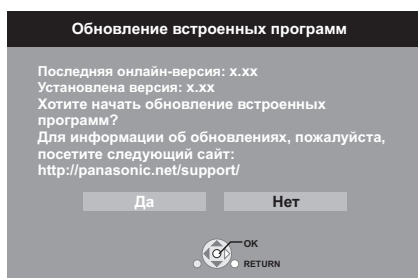 Обновление встроенных программ
Последняя онлайн-версия: x.xx
Установлена версия: x.xx
Хотите начать обновление встроенных
программ?
Для информации об обновлениях, пожалуйста,
посетите следующий сайт:
http://panasonic.net/support/
Да Нет
OK
RETURN